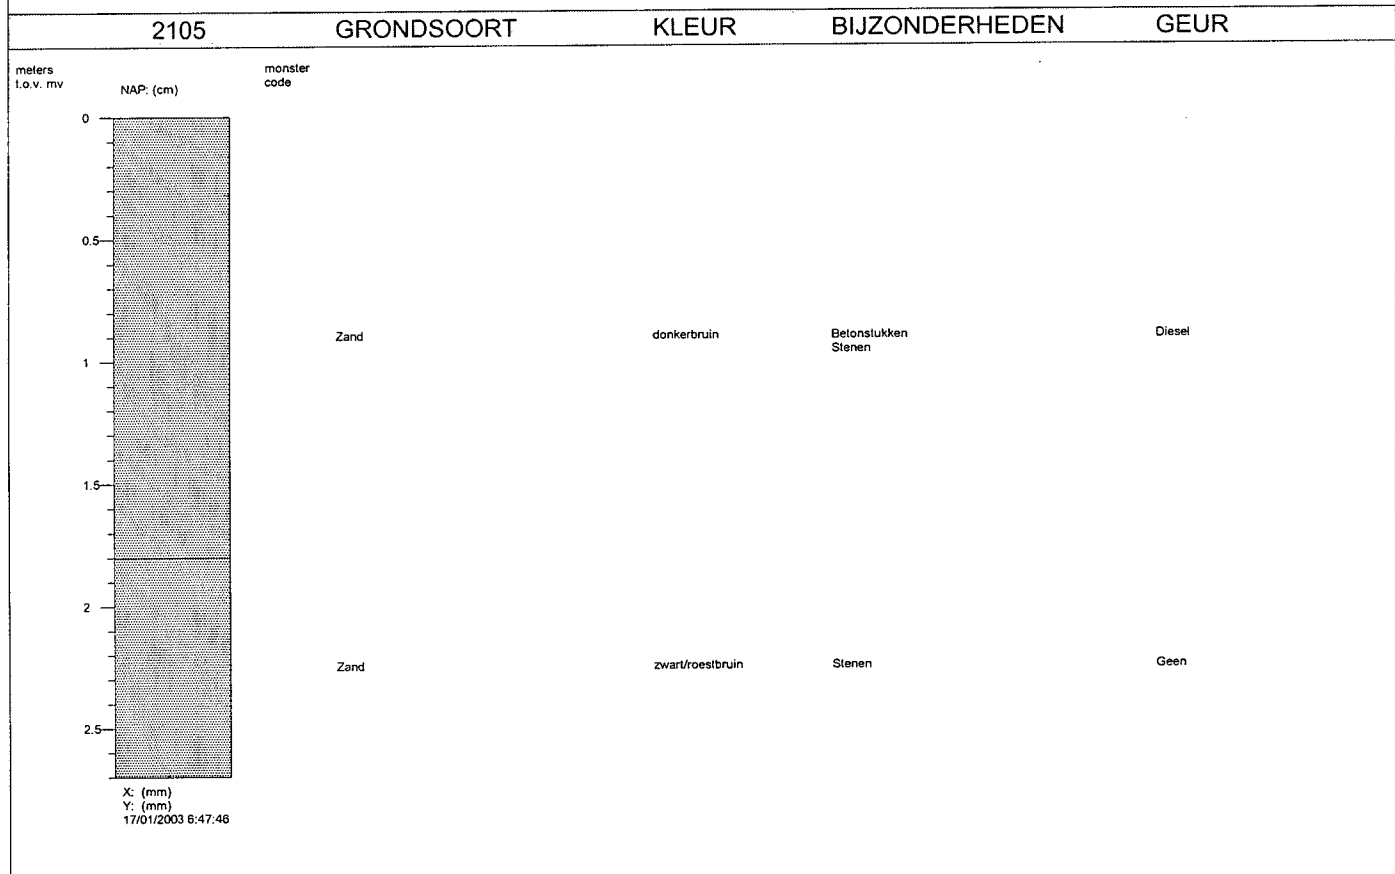 2105 GRONDSOORT KLEUR BIJZONDERHEDEN GEUR
meters
t.o.v. mv
NAP: (cm)
monster
code
0
0.5
Zand donkerbruin Betonstukken Diesel
Stenen
1
1.5
2
Zand zwart/roestbruin Stenen Geen
2.5
X: (mm)
Y: (mm)
17/01/2003 6:47:46